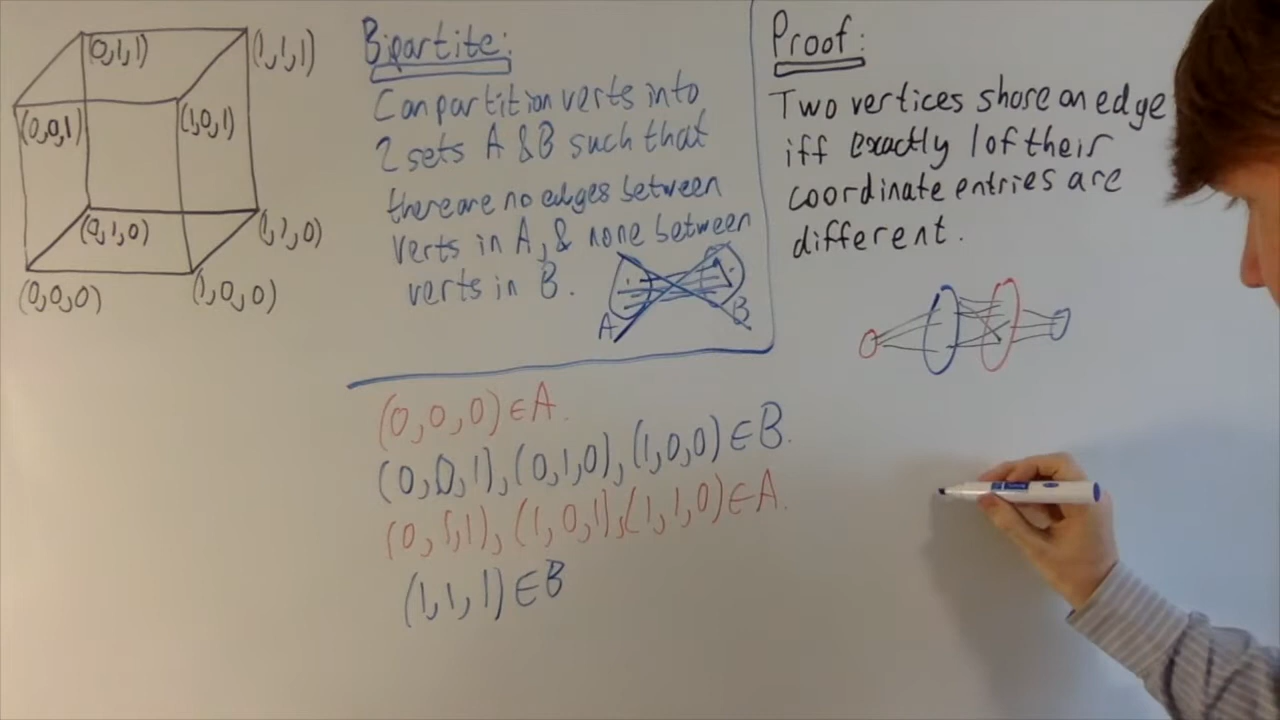 (0,1,1)
(1,1,1)
(0,0,1)
(1,0,1)
(0,1,0)
(1,1,0)
(0,0,0)
(1,0,0)
Bipartite:
Can partition verts into
2 sets A & B such that
there are no edges between
verts in A, & none between
verts in B.
A
B
(0,0,0) ∈ A.
(0,0,1), (0,1,0), (1,0,0) ∈ B.
(0,1,1), (1,0,1), (1,1,0) ∈ A.
(1,1,1) ∈ B
Proof:
Two vertices share an edge
iff exactly 1 of their
coordinate entries are
different.